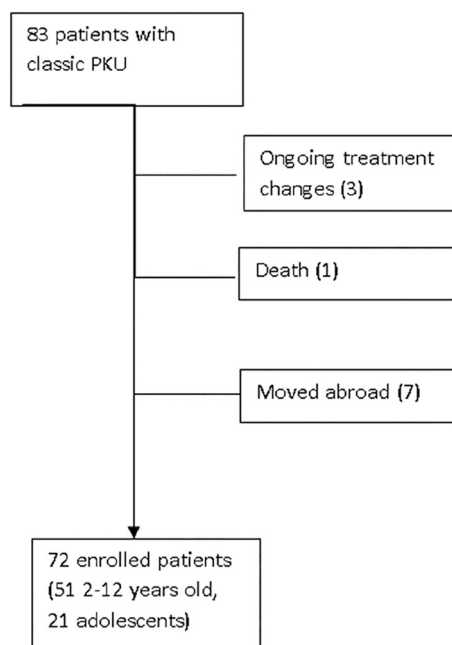 83 patients with
classic PKU
Ongoing treatment
changes (3)
Death (1)
Moved abroad (7)
72 enrolled patients
(51 2-12 years old,
21 adolescents)